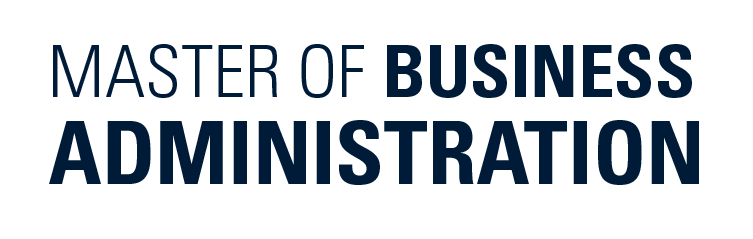 MASTER OF BUSINESS
ADMINISTRATION